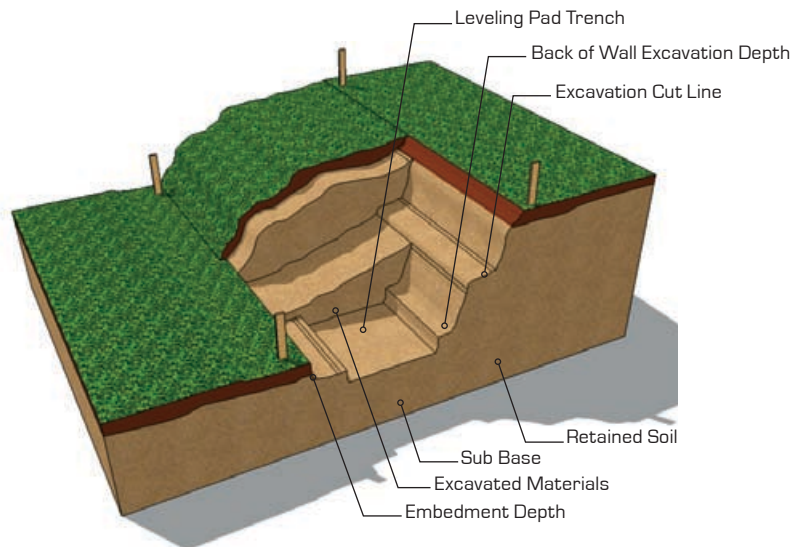 Leveling Pad Trench
Back of Wall Excavation Depth
Excavation Cut Line
Retained Soil
Sub Base
Excavated Materials
Embedment Depth